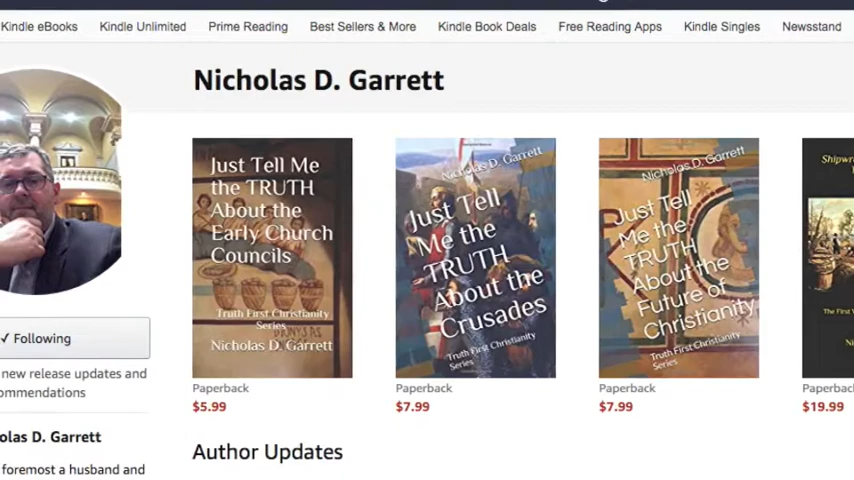 Kindle eBooks Kindle Unlimited Prime Reading Best Sellers & More Kindle Book Deals Free Reading Apps Kindle Singles Newsstand
Nicholas D. Garrett
Just Tell Me
the TRUTH
About the
Early Church
Councils
Truth First Christianity
Series
Nicholas D. Garrett
Nicholas D. Garrett
Just Tell
Me the
TRUTH
About the
Crusades
Truth First Christianity
Series
Nicholas D. Garrett
Just Tell
Me the
TRUTH
About the
Future of
Christianity
Truth First Christianity
Series
Shipwr
The First
Ni
Paperback
$5.99
Paperback
$7.99
Paperback
$7.99
Paperback
$19.99
✓ Following
new release updates and
ommendations
olas D. Garrett
foremost a husband and
Author Updates